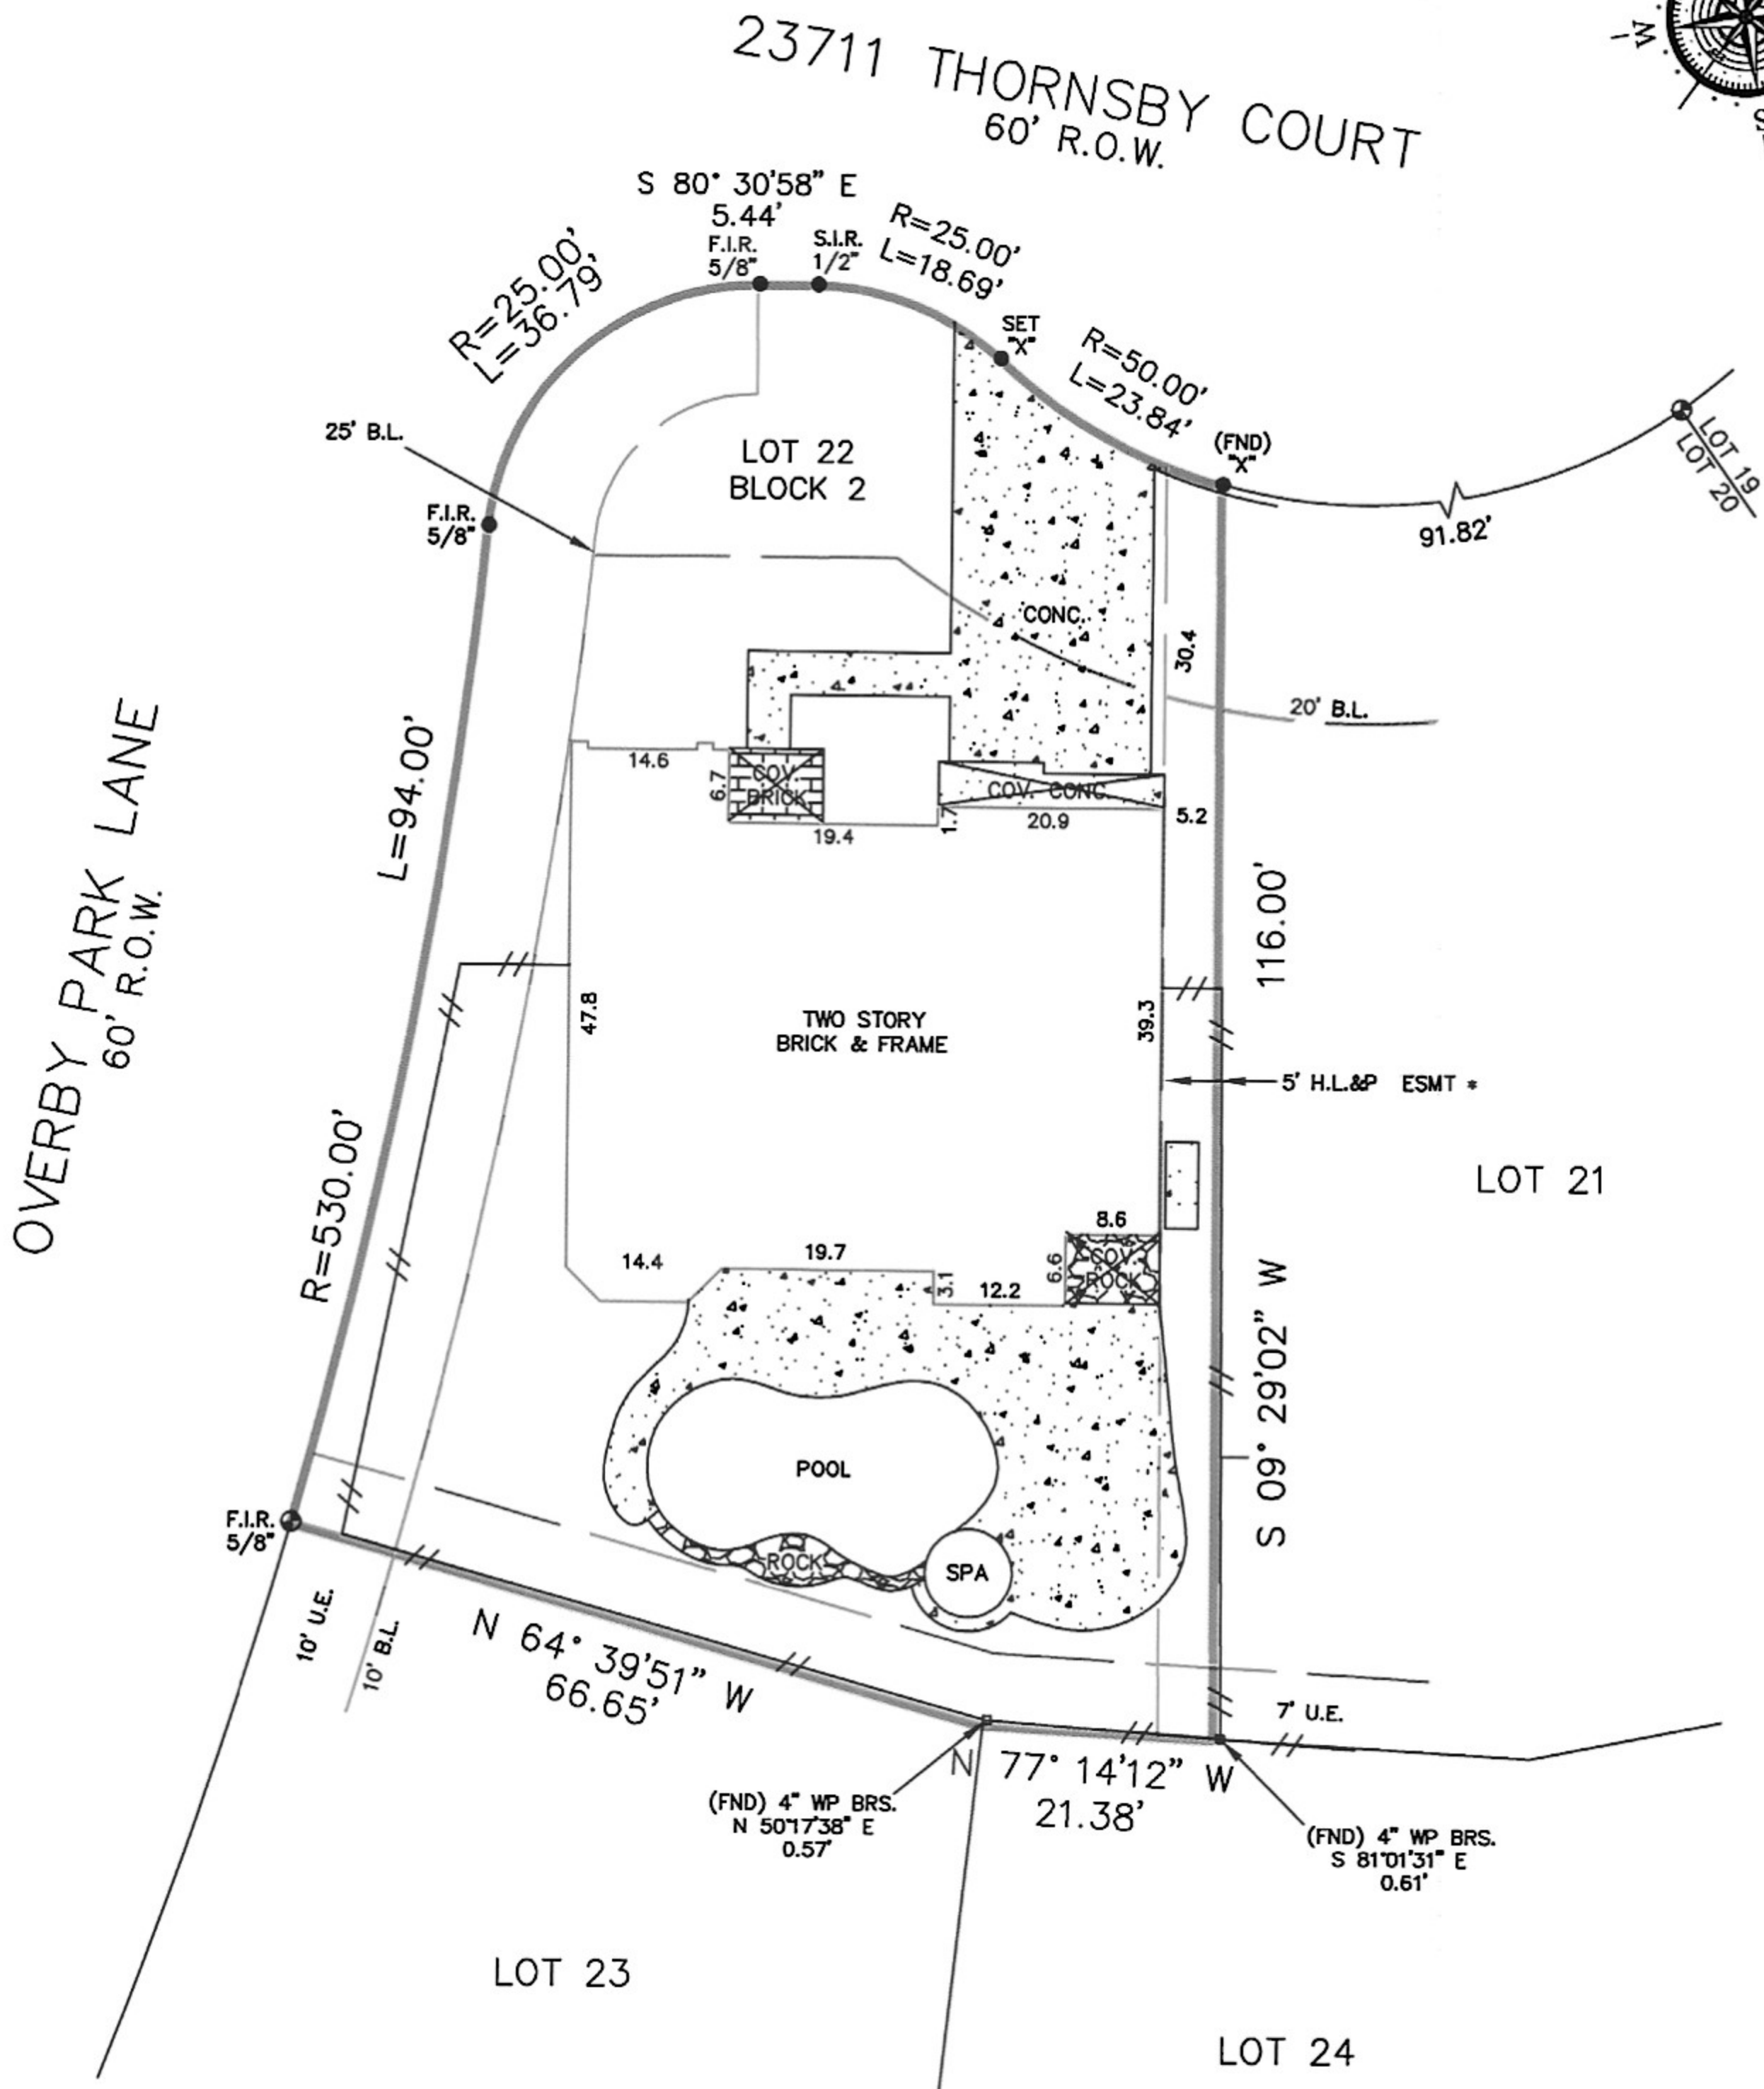 23711 THORNSBY COURT
60' R.O.W.
W
S
S 80° 30'58" E
5.44'
F.I.R.
5/8"
S.I.R.
1/2"
R=25.00'
L=18.69'
R=25.00',
L=36.79
SET
"X"
R=50.00'
L=23.84'
(FND)
"X"
LOT 19
LOT 20
91.82'
25' B.L.
LOT 22
BLOCK 2
F.I.R.
5/8"
CONC.
30.4
20' B.L.
14.6
6.7
COV.
BRICK
19.4
1.7
COV. CONC.
20.9
5.2
OVERBY PARK LANE
60' R.O.W.
L=94.00'
R=530.00'
116.00'
47.8
TWO STORY
BRICK & FRAME
39.3
5' H.L.&P ESMT *
LOT 21
8.6
6.6
COV.
ROCK
14.4
19.7
3.1
12.2
S 09° 29'02" W
POOL
ROCK
SPA
F.I.R.
5/8"
10' U.E.
10' B.L.
N 64° 39'51" W
66.65'
7' U.E.
N 77° 14'12" W
21.38'
(FND) 4" WP BRS.
N 50°17'38" E
0.57'
(FND) 4" WP BRS.
S 81°01'31" E
0.61'
LOT 23
LOT 24